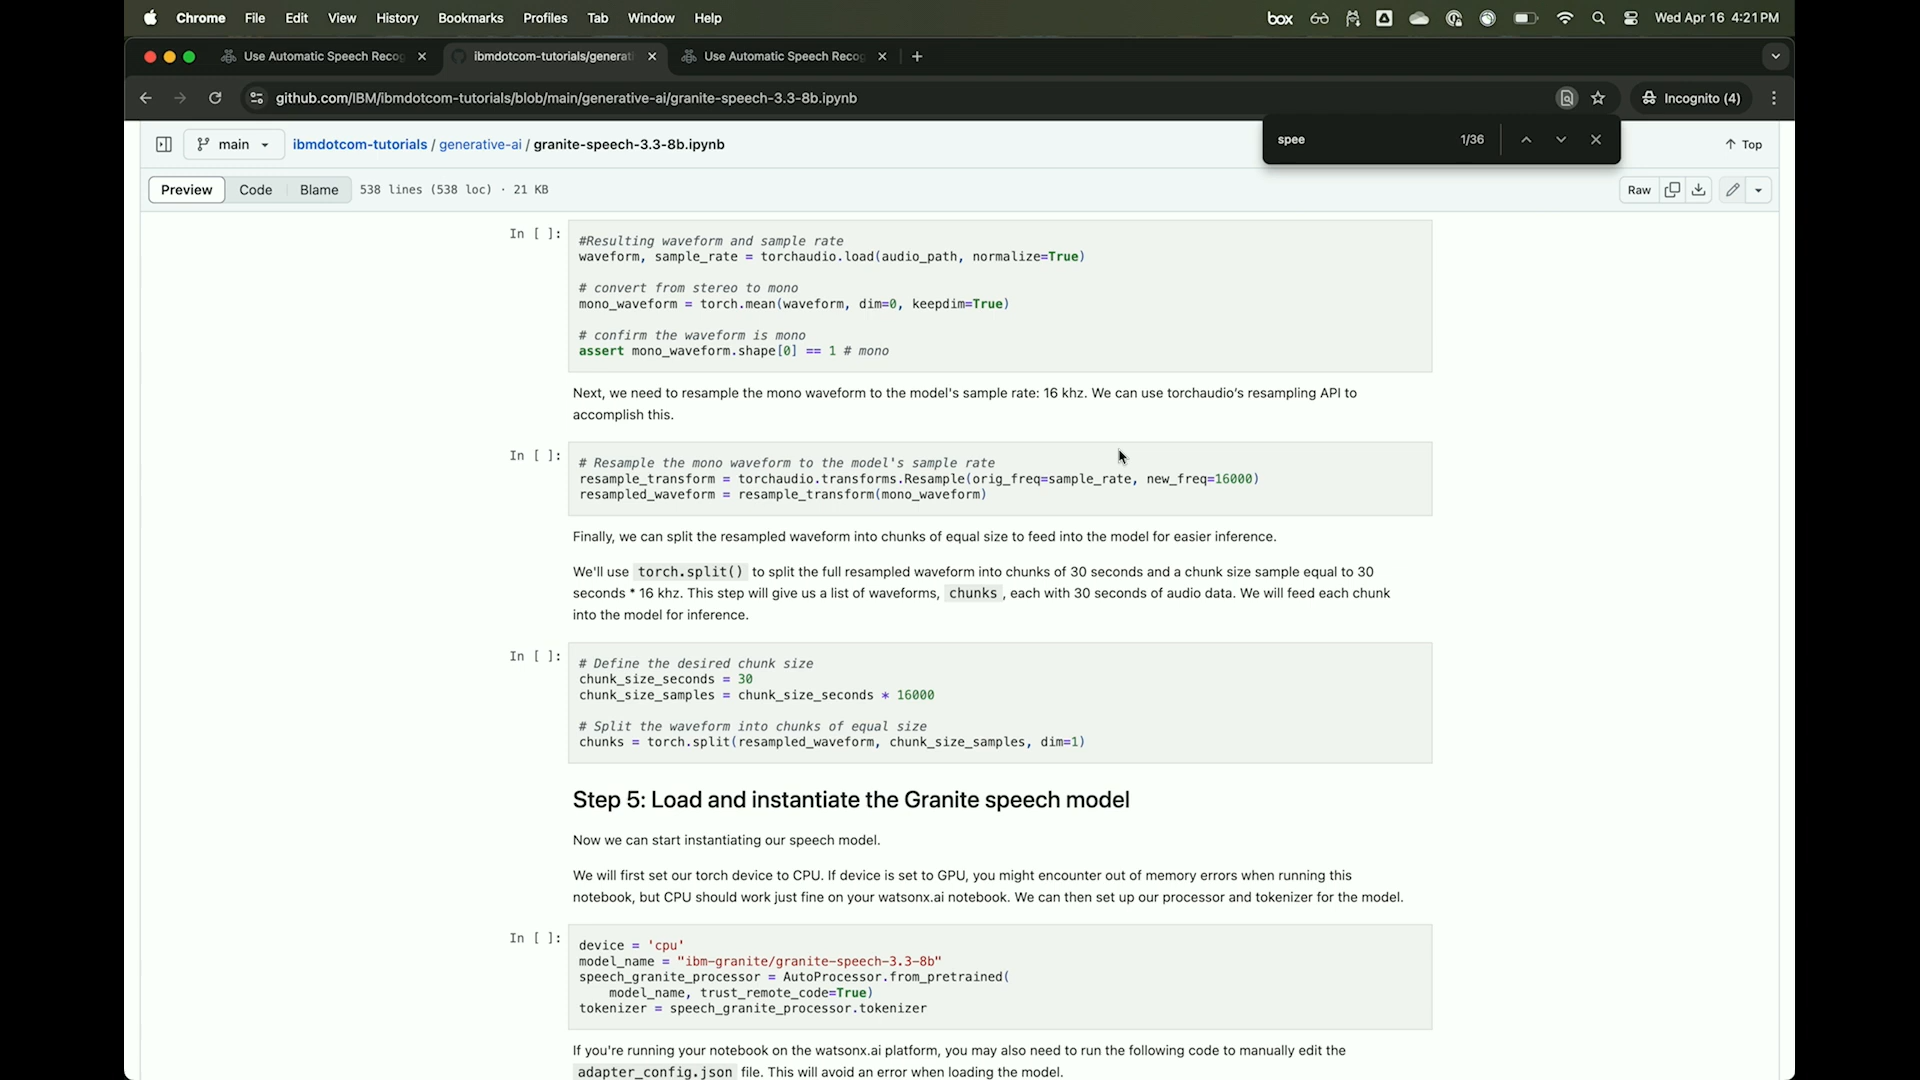 Chrome File Edit View History Bookmarks Profiles Tab Window Help
box
Wed Apr 16 4:21 PM
Use Automatic Speech Recog
ibmdotcom-tutorials/generati
Use Automatic Speech Recog
github.com/IBM/ibmdotcom-tutorials/blob/main/generative-ai/granite-speech-3.3-8b.ipynb
Incognito (4)
spee 1/36
main
ibmdotcom-tutorials / generative-ai / granite-speech-3.3-8b.ipynb
Top
Preview Code Blame 538 lines (538 loc) · 21 KB
Raw
In [ ]:
#Resulting waveform and sample rate
waveform, sample_rate = torchaudio.load(audio_path, normalize=True)
# convert from stereo to mono
mono_waveform = torch.mean(waveform, dim=0, keepdim=True)
# confirm the waveform is mono
assert mono_waveform.shape[0] == 1 # mono
Next, we need to resample the mono waveform to the model's sample rate: 16 khz. We can use torchaudio’s resampling API to
accomplish this.
In [ ]:
# Resample the mono waveform to the model's sample rate
resample_transform = torchaudio.transforms.Resample(orig_freq=sample_rate, new_freq=16000)
resampled_waveform = resample_transform(mono_waveform)
Finally, we can split the resampled waveform into chunks of equal size to feed into the model for easier inference.
We'll use torch.split() to split the full resampled waveform into chunks of 30 seconds and a chunk size sample equal to 30
seconds * 16 khz. This step will give us a list of waveforms, chunks , each with 30 seconds of audio data. We will feed each chunk
into the model for inference.
In [ ]:
# Define the desired chunk size
chunk_size_seconds = 30
chunk_size_samples = chunk_size_seconds * 16000
# Split the waveform into chunks of equal size
chunks = torch.split(resampled_waveform, chunk_size_samples, dim=1)
Step 5: Load and instantiate the Granite speech model
Now we can start instantiating our speech model.
We will first set our torch device to CPU. If device is set to GPU, you might encounter out of memory errors when running this
notebook, but CPU should work just fine on your watsonx.ai notebook. We can then set up our processor and tokenizer for the model.
In [ ]:
device = 'cpu'
model_name = "ibm-granite/granite-speech-3.3-8b"
speech_granite_processor = AutoProcessor.from_pretrained(
model_name, trust_remote_code=True)
tokenizer = speech_granite_processor.tokenizer
If you're running your notebook on the watsonx.ai platform, you may also need to run the following code to manually edit the
adapter_config.json file. This will avoid an error when loading the model.